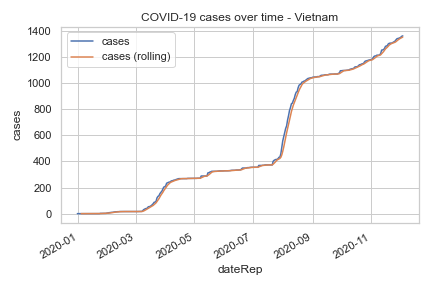 COVID-19 cases over time - Vietnam
cases
cases (rolling)
1400
1200
1000
800
600
400
200
0
cases
2020-01
2020-03
2020-05
2020-07
2020-09
2020-11
dateRep